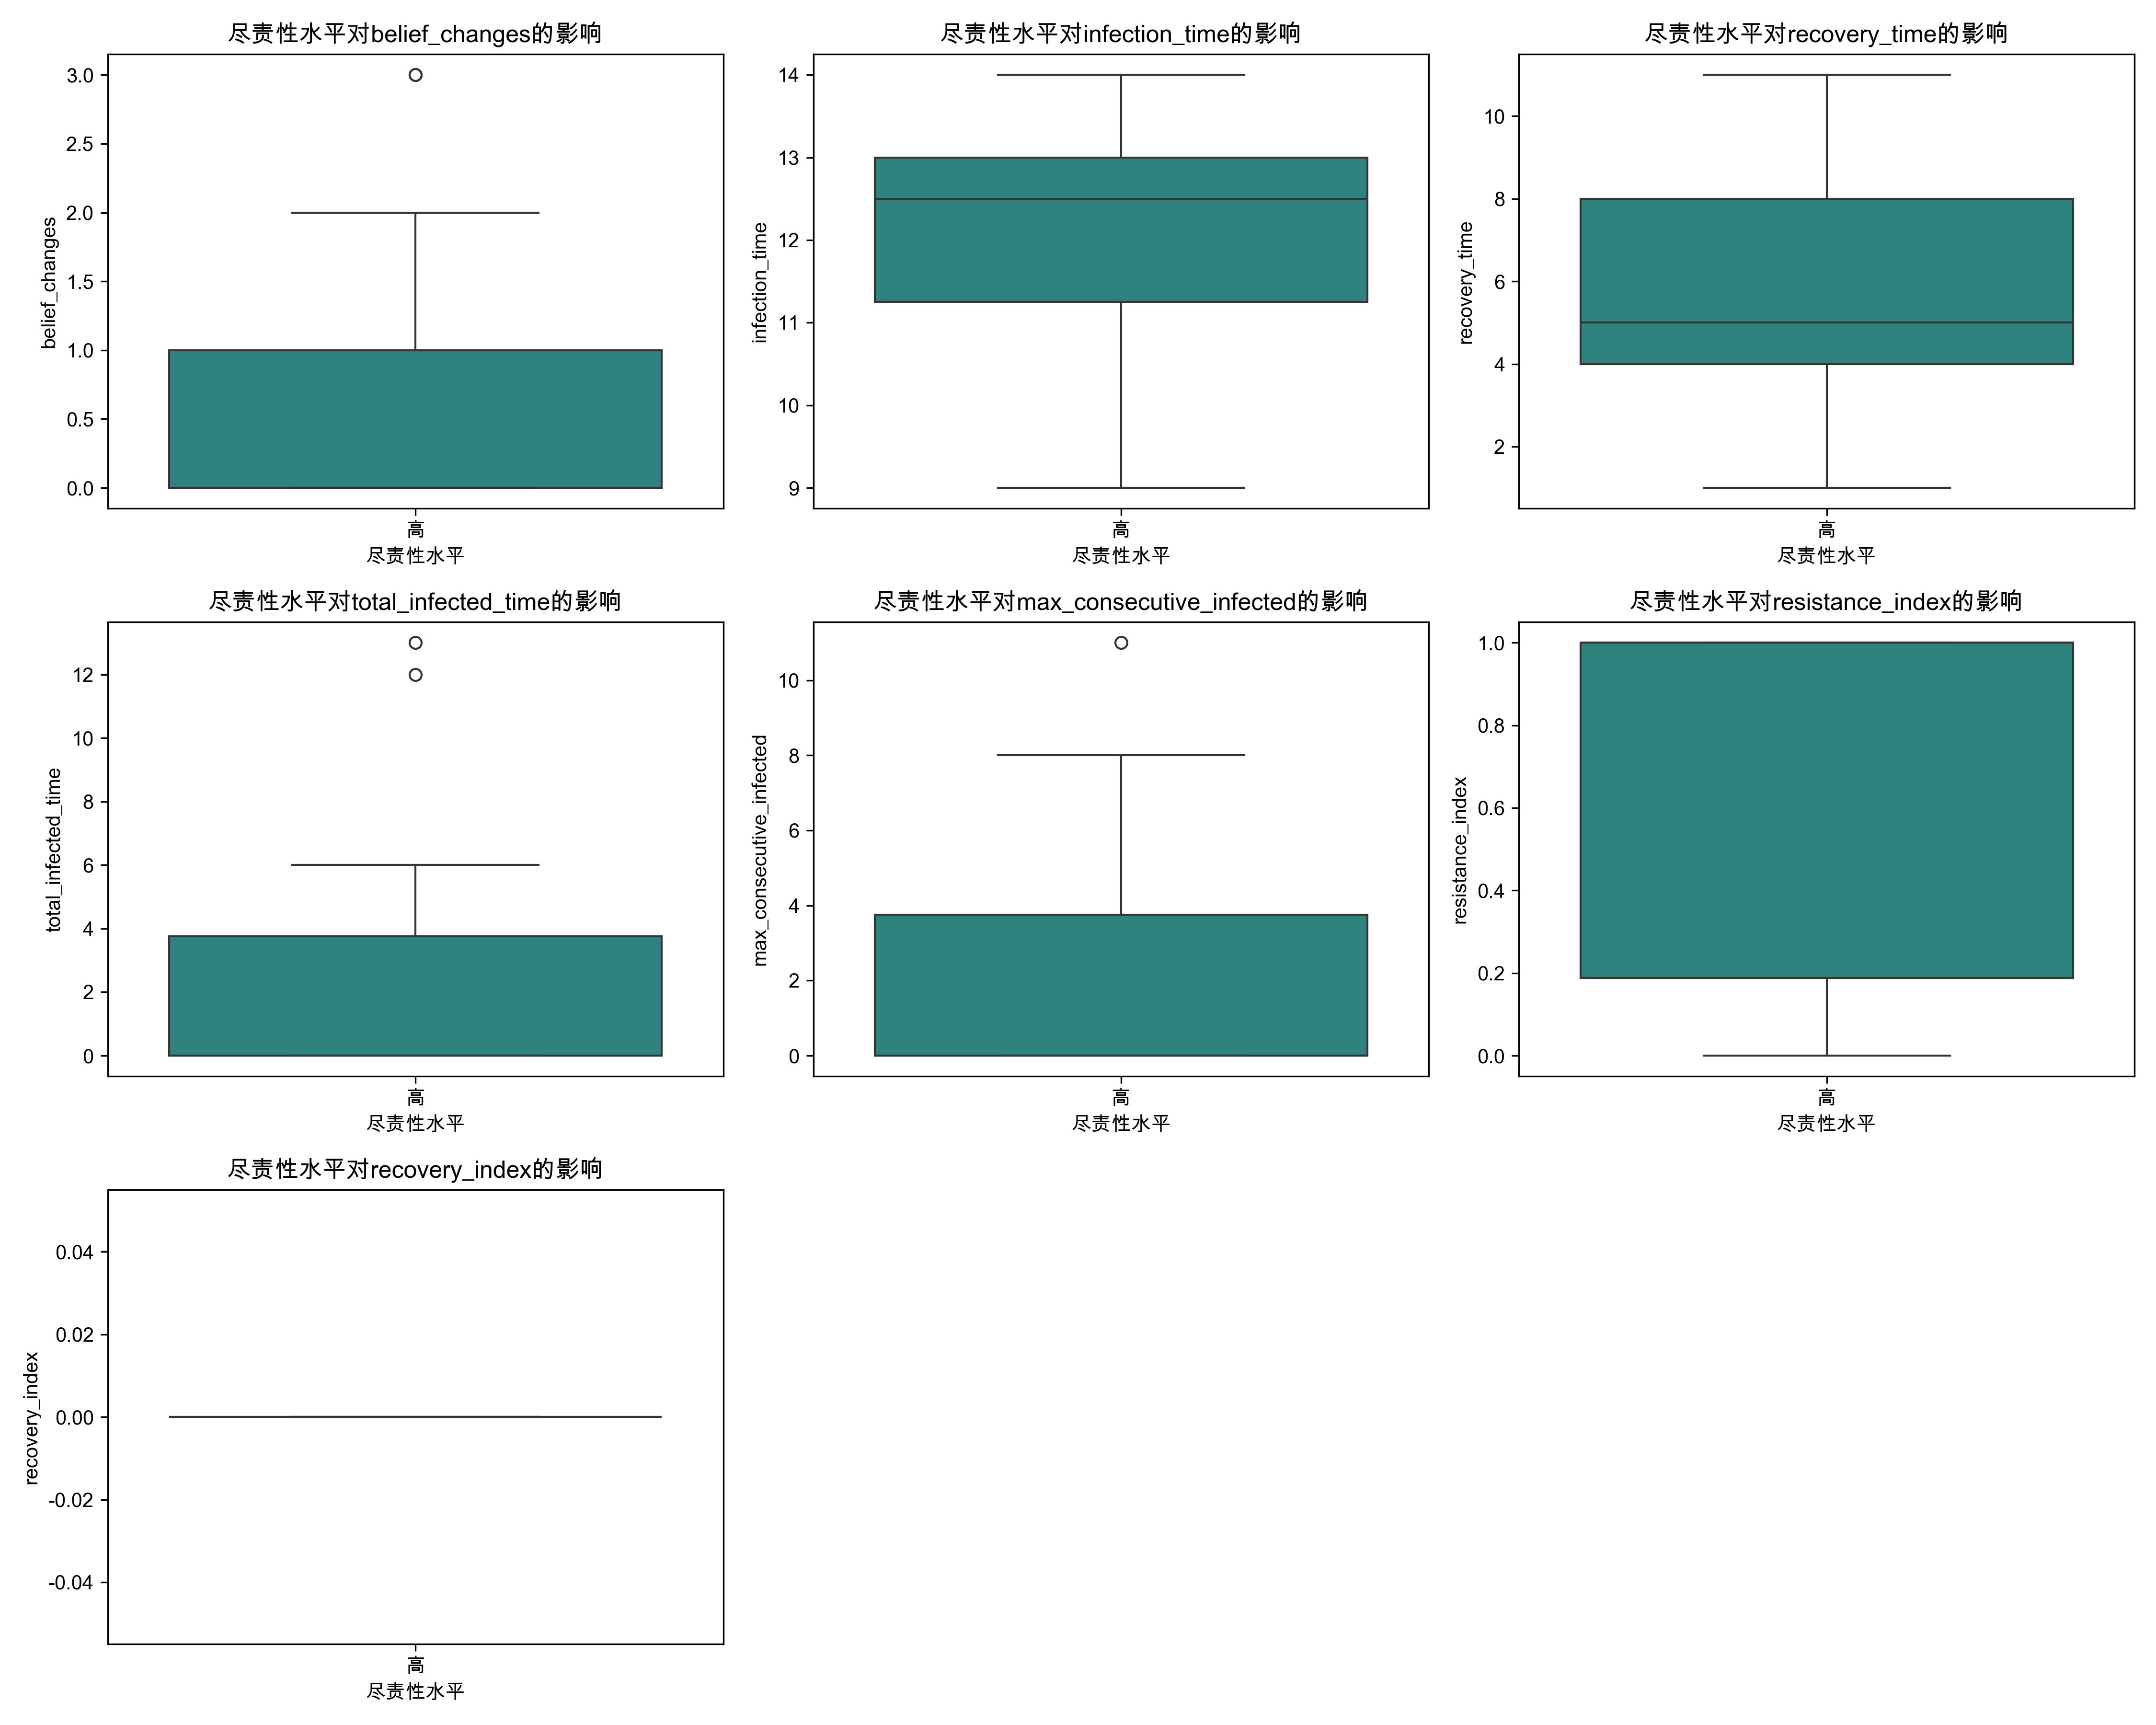 尽责性水平对belief_changes的影响
3.0
2.5
2.0
1.5
1.0
0.5
0.0
belief_changes
高
尽责性水平
尽责性水平对infection_time的影响
14
13
12
11
10
9
infection_time
高
尽责性水平
尽责性水平对recovery_time的影响
10
8
6
4
2
recovery_time
高
尽责性水平
尽责性水平对total_infected_time的影响
12
10
8
6
4
2
0
total_infected_time
高
尽责性水平
尽责性水平对max_consecutive_infected的影响
10
8
6
4
2
0
max_consecutive_infected
高
尽责性水平
尽责性水平对resistance_index的影响
1.0
0.8
0.6
0.4
0.2
0.0
resistance_index
高
尽责性水平
尽责性水平对recovery_index的影响
0.04
0.02
0.00
-0.02
-0.04
recovery_index
高
尽责性水平